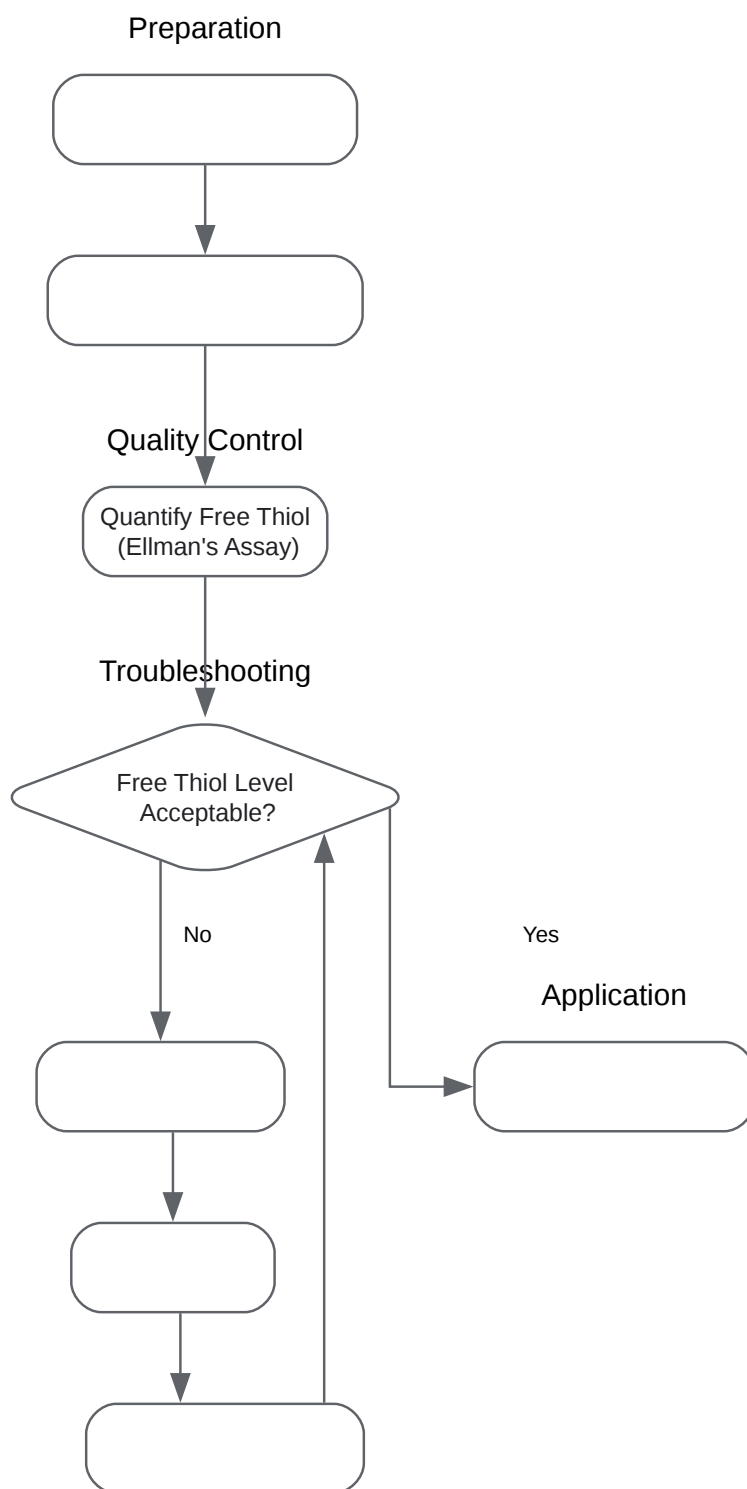 Preparation
Quality Control
Quantify Free Thiol
(Ellman's Assay)
Troubleshooting
Free Thiol Level
Acceptable?
No
Yes
Application